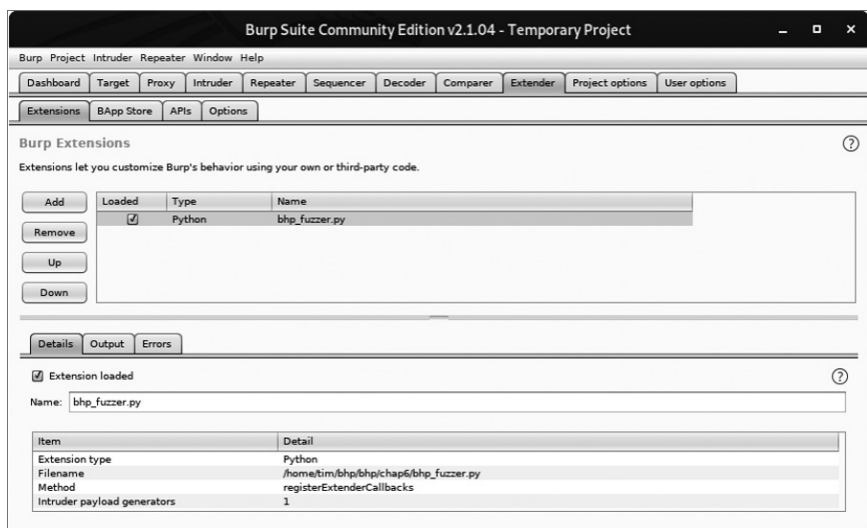 Burp Suite Community Edition v2.1.04 - Temporary Project
Burp Project Intruder Repeater Window Help
Dashboard Target Proxy Intruder Repeater Sequencer Decoder Comparer Extender Project options User options
Extensions BApp Store APIs Options
Burp Extensions
Extensions let you customize Burp's behavior using your own or third-party code.
Add
Remove
Up
Down
Loaded Type Name
Python bhp_fuzzer.py
Details Output Errors
Extension loaded
Name: bhp_fuzzer.py
Item Detail
Extension type Python
Filename /home/tim/bhp/bhp/chap6/bhp_fuzzer.py
Method registerExtenderCallbacks
Intruder payload generators 1